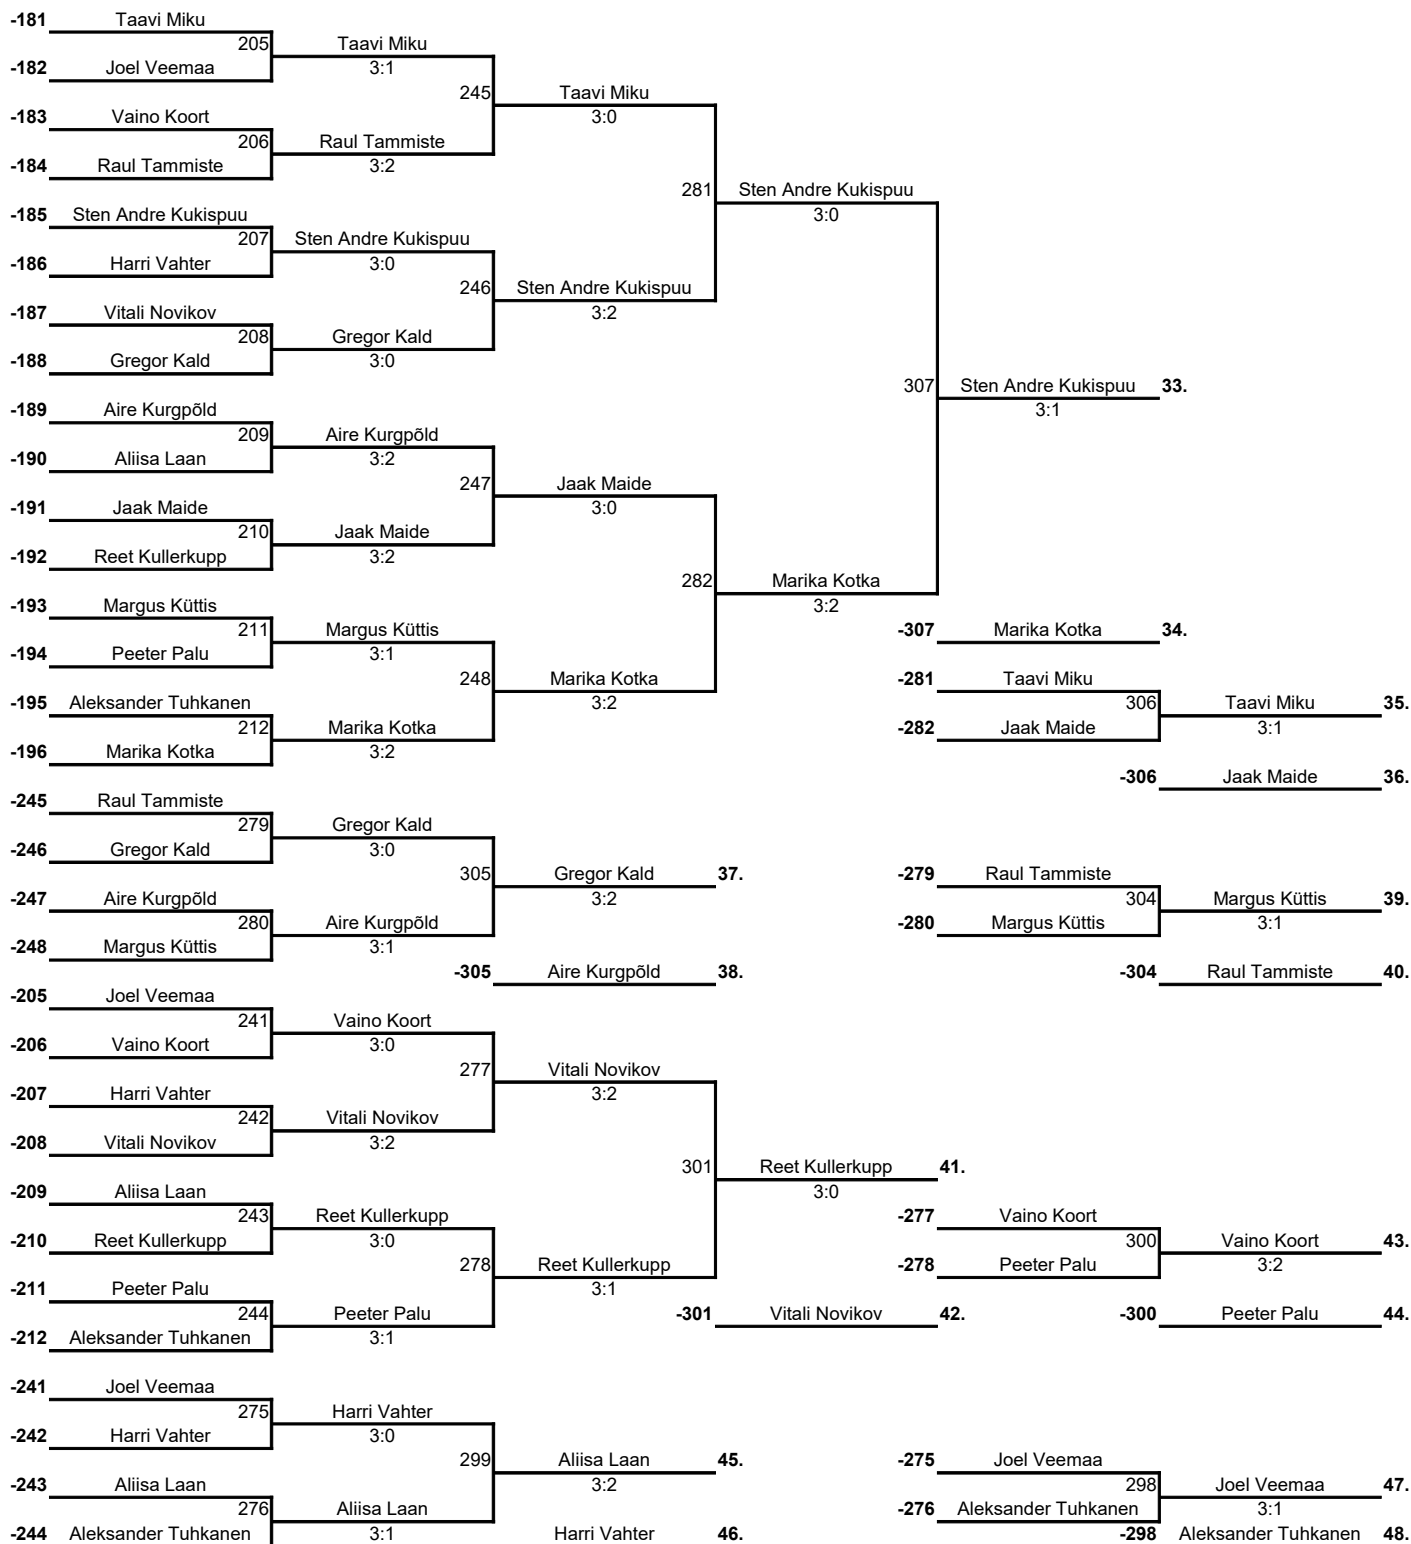 -181 Taavi Miku
205 Taavi Miku
-182 Joel Veemaa 3:1
245 Taavi Miku
-183 Vaino Koort 3:0
206 Raul Tammiste
-184 Raul Tammiste 3:2
281 Sten Andre Kukispuu
-185 Sten Andre Kukispuu 3:0
207 Sten Andre Kukispuu
-186 Harri Vahter 3:0
246 Sten Andre Kukispuu
-187 Vitali Novikov 3:2
208 Gregor Kald
-188 Gregor Kald 3:0
307 Sten Andre Kukispuu 33.
-189 Aire Kurgpõld 3:1
209 Aire Kurgpõld
-190 Aliisa Laan 3:2
247 Jaak Maide
-191 Jaak Maide 3:0
210 Jaak Maide
-192 Reet Kullerkupp 3:2
282 Marika Kotka
-193 Margus Küttis 3:2
211 Margus Küttis -307 Marika Kotka 34.
-194 Peeter Palu 3:1
248 Marika Kotka -281 Taavi Miku
-195 Aleksander Tuhkanen 3:2 306 Taavi Miku 35.
212 Marika Kotka -282 Jaak Maide 3:1
-196 Marika Kotka 3:2
-306 Jaak Maide 36.
-245 Raul Tammiste
279 Gregor Kald
-246 Gregor Kald 3:0
305 Gregor Kald 37. -279 Raul Tammiste
-247 Aire Kurgpõld 3:2 304 Margus Küttis 39.
280 Aire Kurgpõld -280 Margus Küttis 3:1
-248 Margus Küttis 3:1
-305 Aire Kurgpõld 38. -304 Raul Tammiste 40.
-205 Joel Veemaa
241 Vaino Koort
-206 Vaino Koort 3:0
277 Vitali Novikov
-207 Harri Vahter 3:2
242 Vitali Novikov
-208 Vitali Novikov 3:2
301 Reet Kullerkupp 41.
-209 Aliisa Laan 3:0
243 Reet Kullerkupp -277 Vaino Koort
-210 Reet Kullerkupp 3:0 300 Vaino Koort 43.
278 Reet Kullerkupp -278 Peeter Palu 3:2
-211 Peeter Palu 3:1
244 Peeter Palu -301 Vitali Novikov 42. -300 Peeter Palu 44.
-212 Aleksander Tuhkanen 3:1
-241 Joel Veemaa
275 Harri Vahter
-242 Harri Vahter 3:0
299 Aliisa Laan 45. -275 Joel Veemaa
-243 Aliisa Laan 3:2 298 Joel Veemaa 47.
276 Aliisa Laan -276 Aleksander Tuhkanen 3:1
-244 Aleksander Tuhkanen 3:1 Harri Vahter 46. -298 Aleksander Tuhkanen 48.